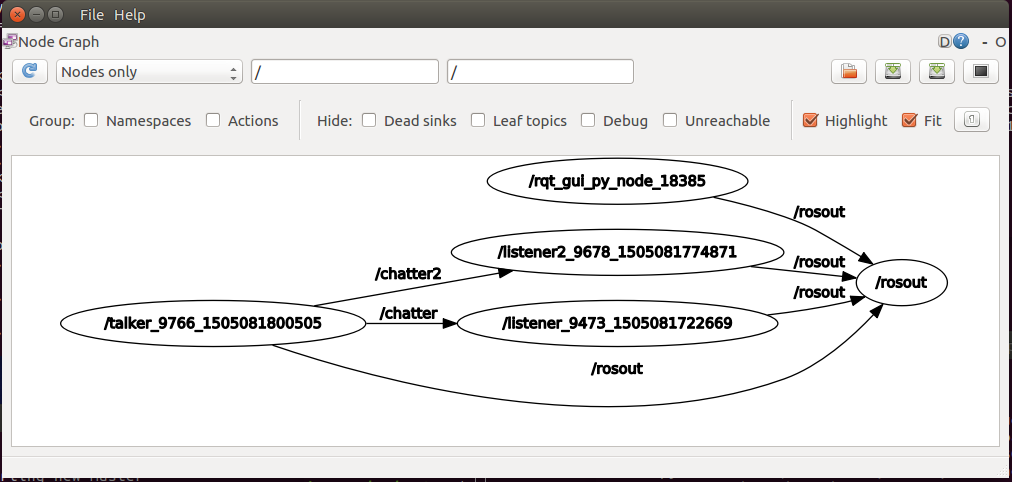 File Help
Node Graph D ? - O
Nodes only / /
Group: Namespaces Actions Hide: Dead sinks Leaf topics Debug Unreachable Highlight Fit
/rqt_gui_py_node_18385
/rosout
/listener2_9678_1505081774871
/rosout
/chatter2
/rosout
/rosout
/chatter
/talker_9766_1505081800505
/listener_9473_1505081722669
/rosout